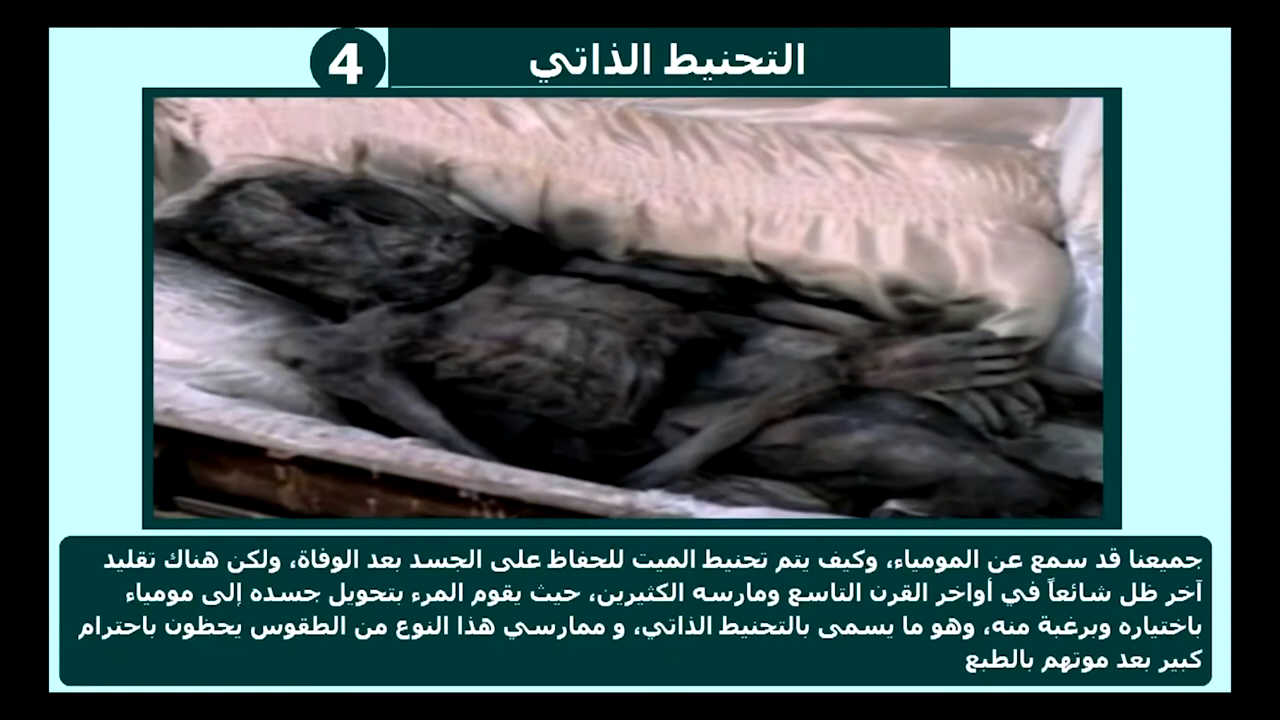 التحنيط الذاتي
4
جميعنا قد سمع عن المومياء، وكيف يتم تحنيط الميت للحفاظ على الجسد بعد الوفاة، ولكن هناك تقليد
آخر ظل شائعاً في أواخر القرن التاسع ومارسه الكثيرين، حيث يقوم المرء بتحويل جسده إلى مومياء
باختياره وبرغبة منه، وهو ما يسمى بالتحنيط الذاتي، و ممارسي هذا النوع من الطقوس يحظون باحترام
كبير بعد موتهم بالطبع